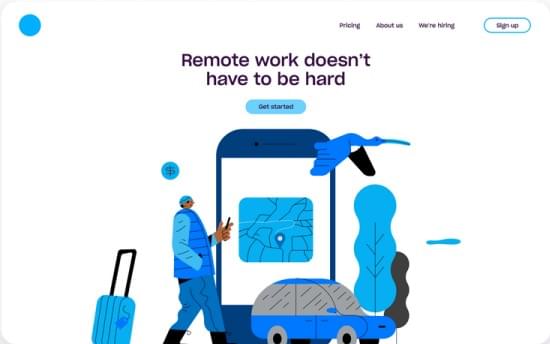 Pricing
About us
We're hiring
Sign up
Remote work doesn't
have to be hard
Get started
$